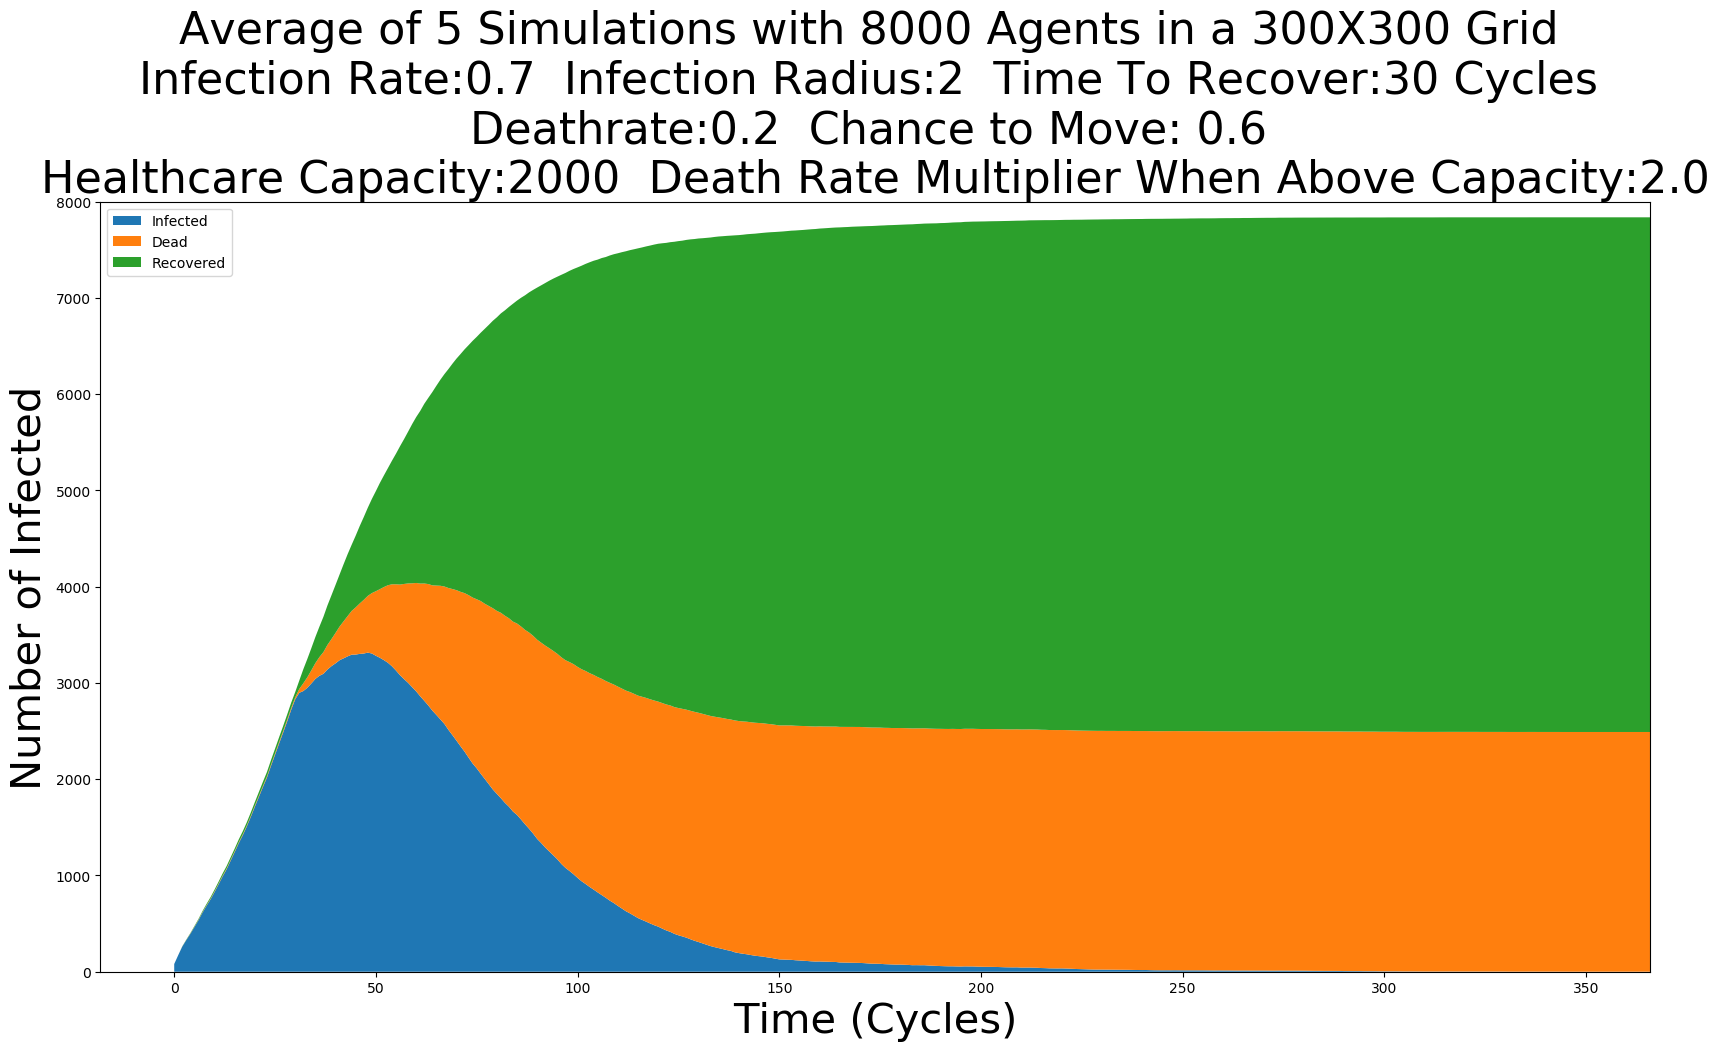 Average of 5 Simulations with 8000 Agents in a 300X300 Grid
Infection Rate:0.7  Infection Radius:2  Time To Recover:30 Cycles
Deathrate:0.2  Chance to Move: 0.6
Healthcare Capacity:2000  Death Rate Multiplier When Above Capacity:2.0
Infected
Dead
Recovered
Number of Infected
8000
7000
6000
5000
4000
3000
2000
1000
0
0 50 100 150 200 250 300 350
Time (Cycles)